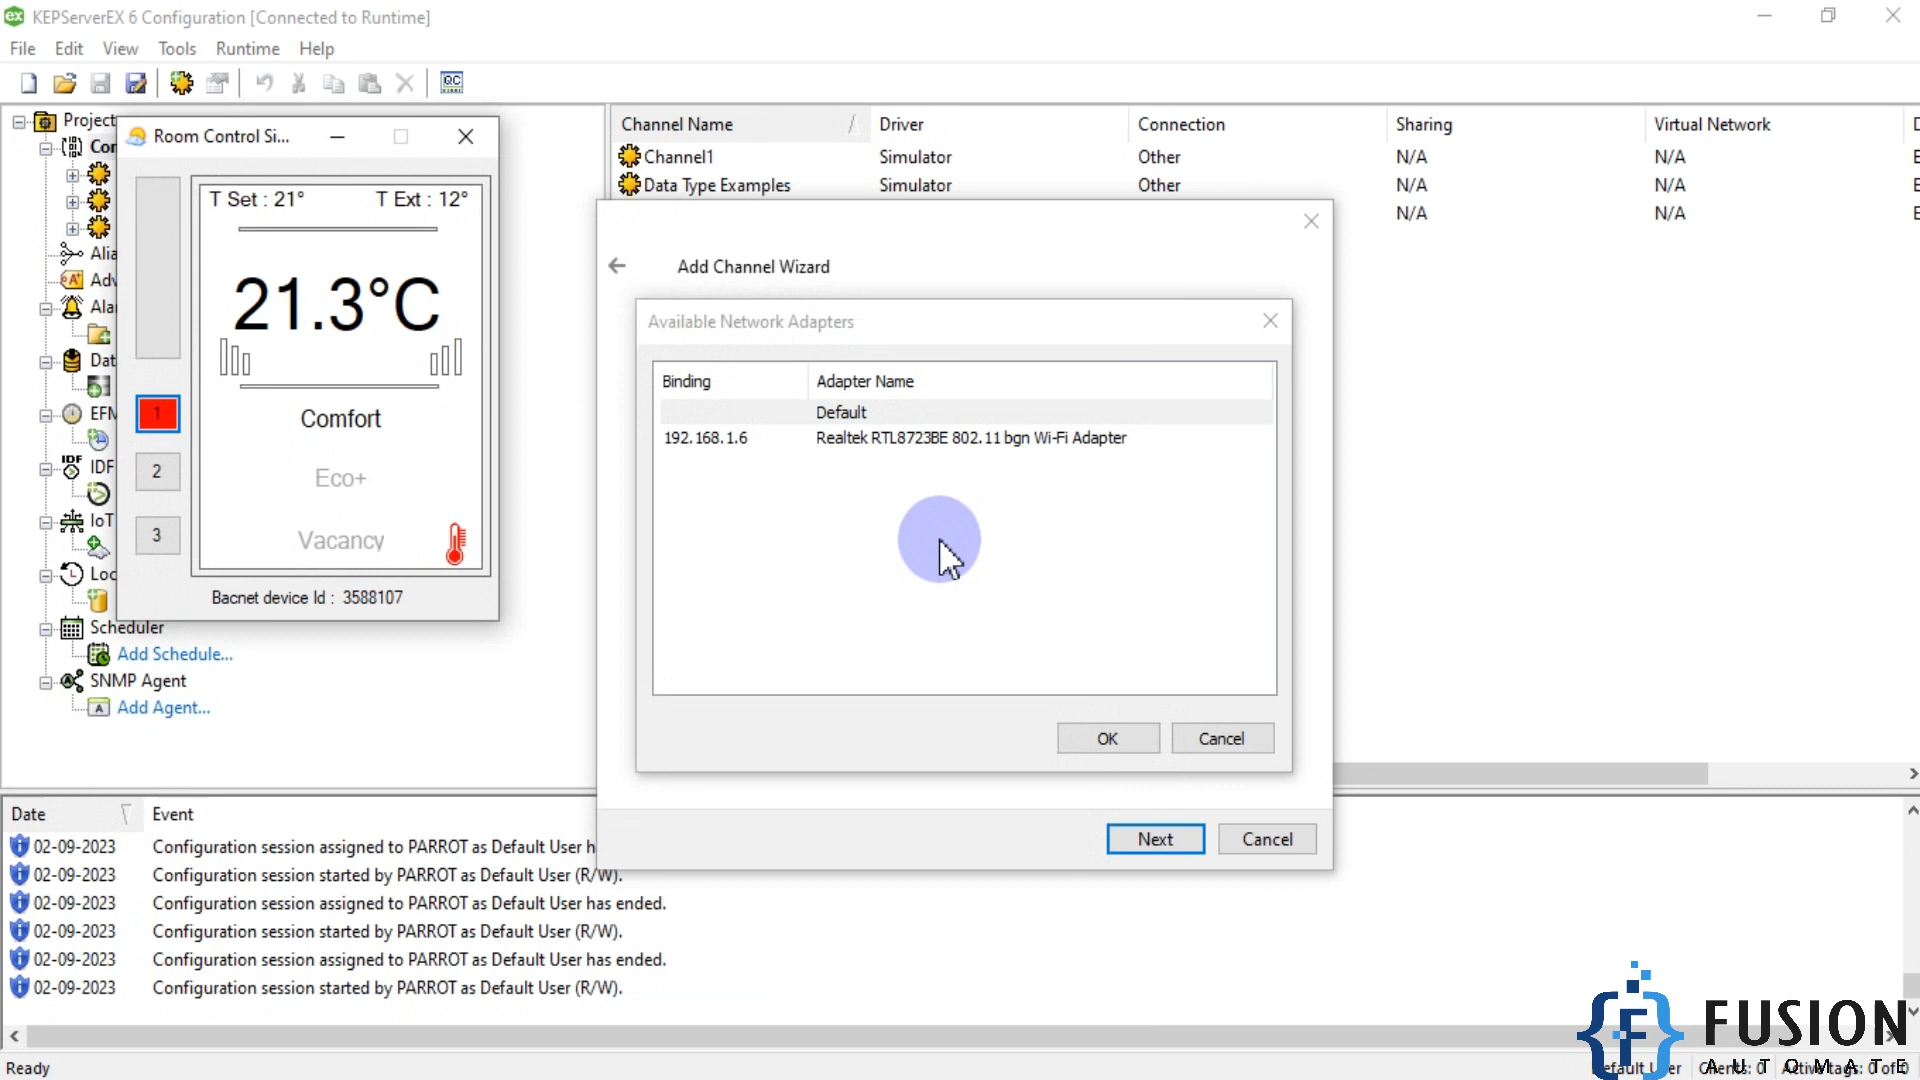 KEPServerEX 6 Configuration [Connected to Runtime]
File Edit View Tools Runtime Help
Project
Room Control Si...
T Set : 21° T Ext : 12°
21.3°C
1 Comfort
2 Eco+
3 Vacancy
Bacnet device Id : 3588107
Scheduler
Add Schedule...
SNMP Agent
Add Agent...
Channel Name Driver Connection Sharing Virtual Network
Channel1 Simulator Other N/A N/A
Data Type Examples Simulator Other N/A N/A
N/A N/A
Add Channel Wizard
Available Network Adapters
Binding Adapter Name
Default
192.168.1.6 Realtek RTL8723BE 802.11 bgn Wi-Fi Adapter
OK Cancel
Next Cancel
Date Event
02-09-2023 Configuration session assigned to PARROT as Default User h
02-09-2023 Configuration session started by PARROT as Default User (R/W).
02-09-2023 Configuration session assigned to PARROT as Default User has ended.
02-09-2023 Configuration session started by PARROT as Default User (R/W).
02-09-2023 Configuration session assigned to PARROT as Default User has ended.
02-09-2023 Configuration session started by PARROT as Default User (R/W).
FUSION
AUTOMATE
Ready